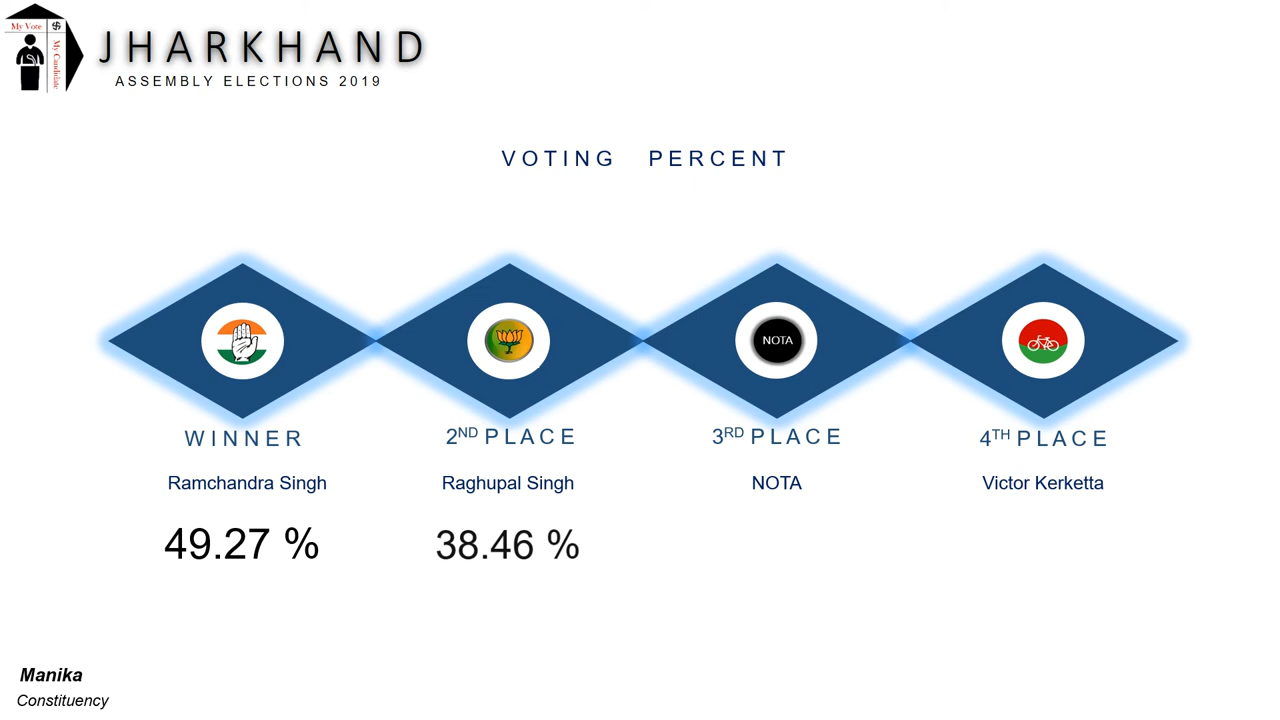 My Vote
My Candidate
JHARKHAND
ASSEMBLY ELECTIONS 2019
VOTING PERCENT
NOTA
WINNER
2ND PLACE
3RD PLACE
4TH PLACE
Ramchandra Singh
Raghupal Singh
NOTA
Victor Kerketta
49.27 %
38.46 %
Manika
Constituency